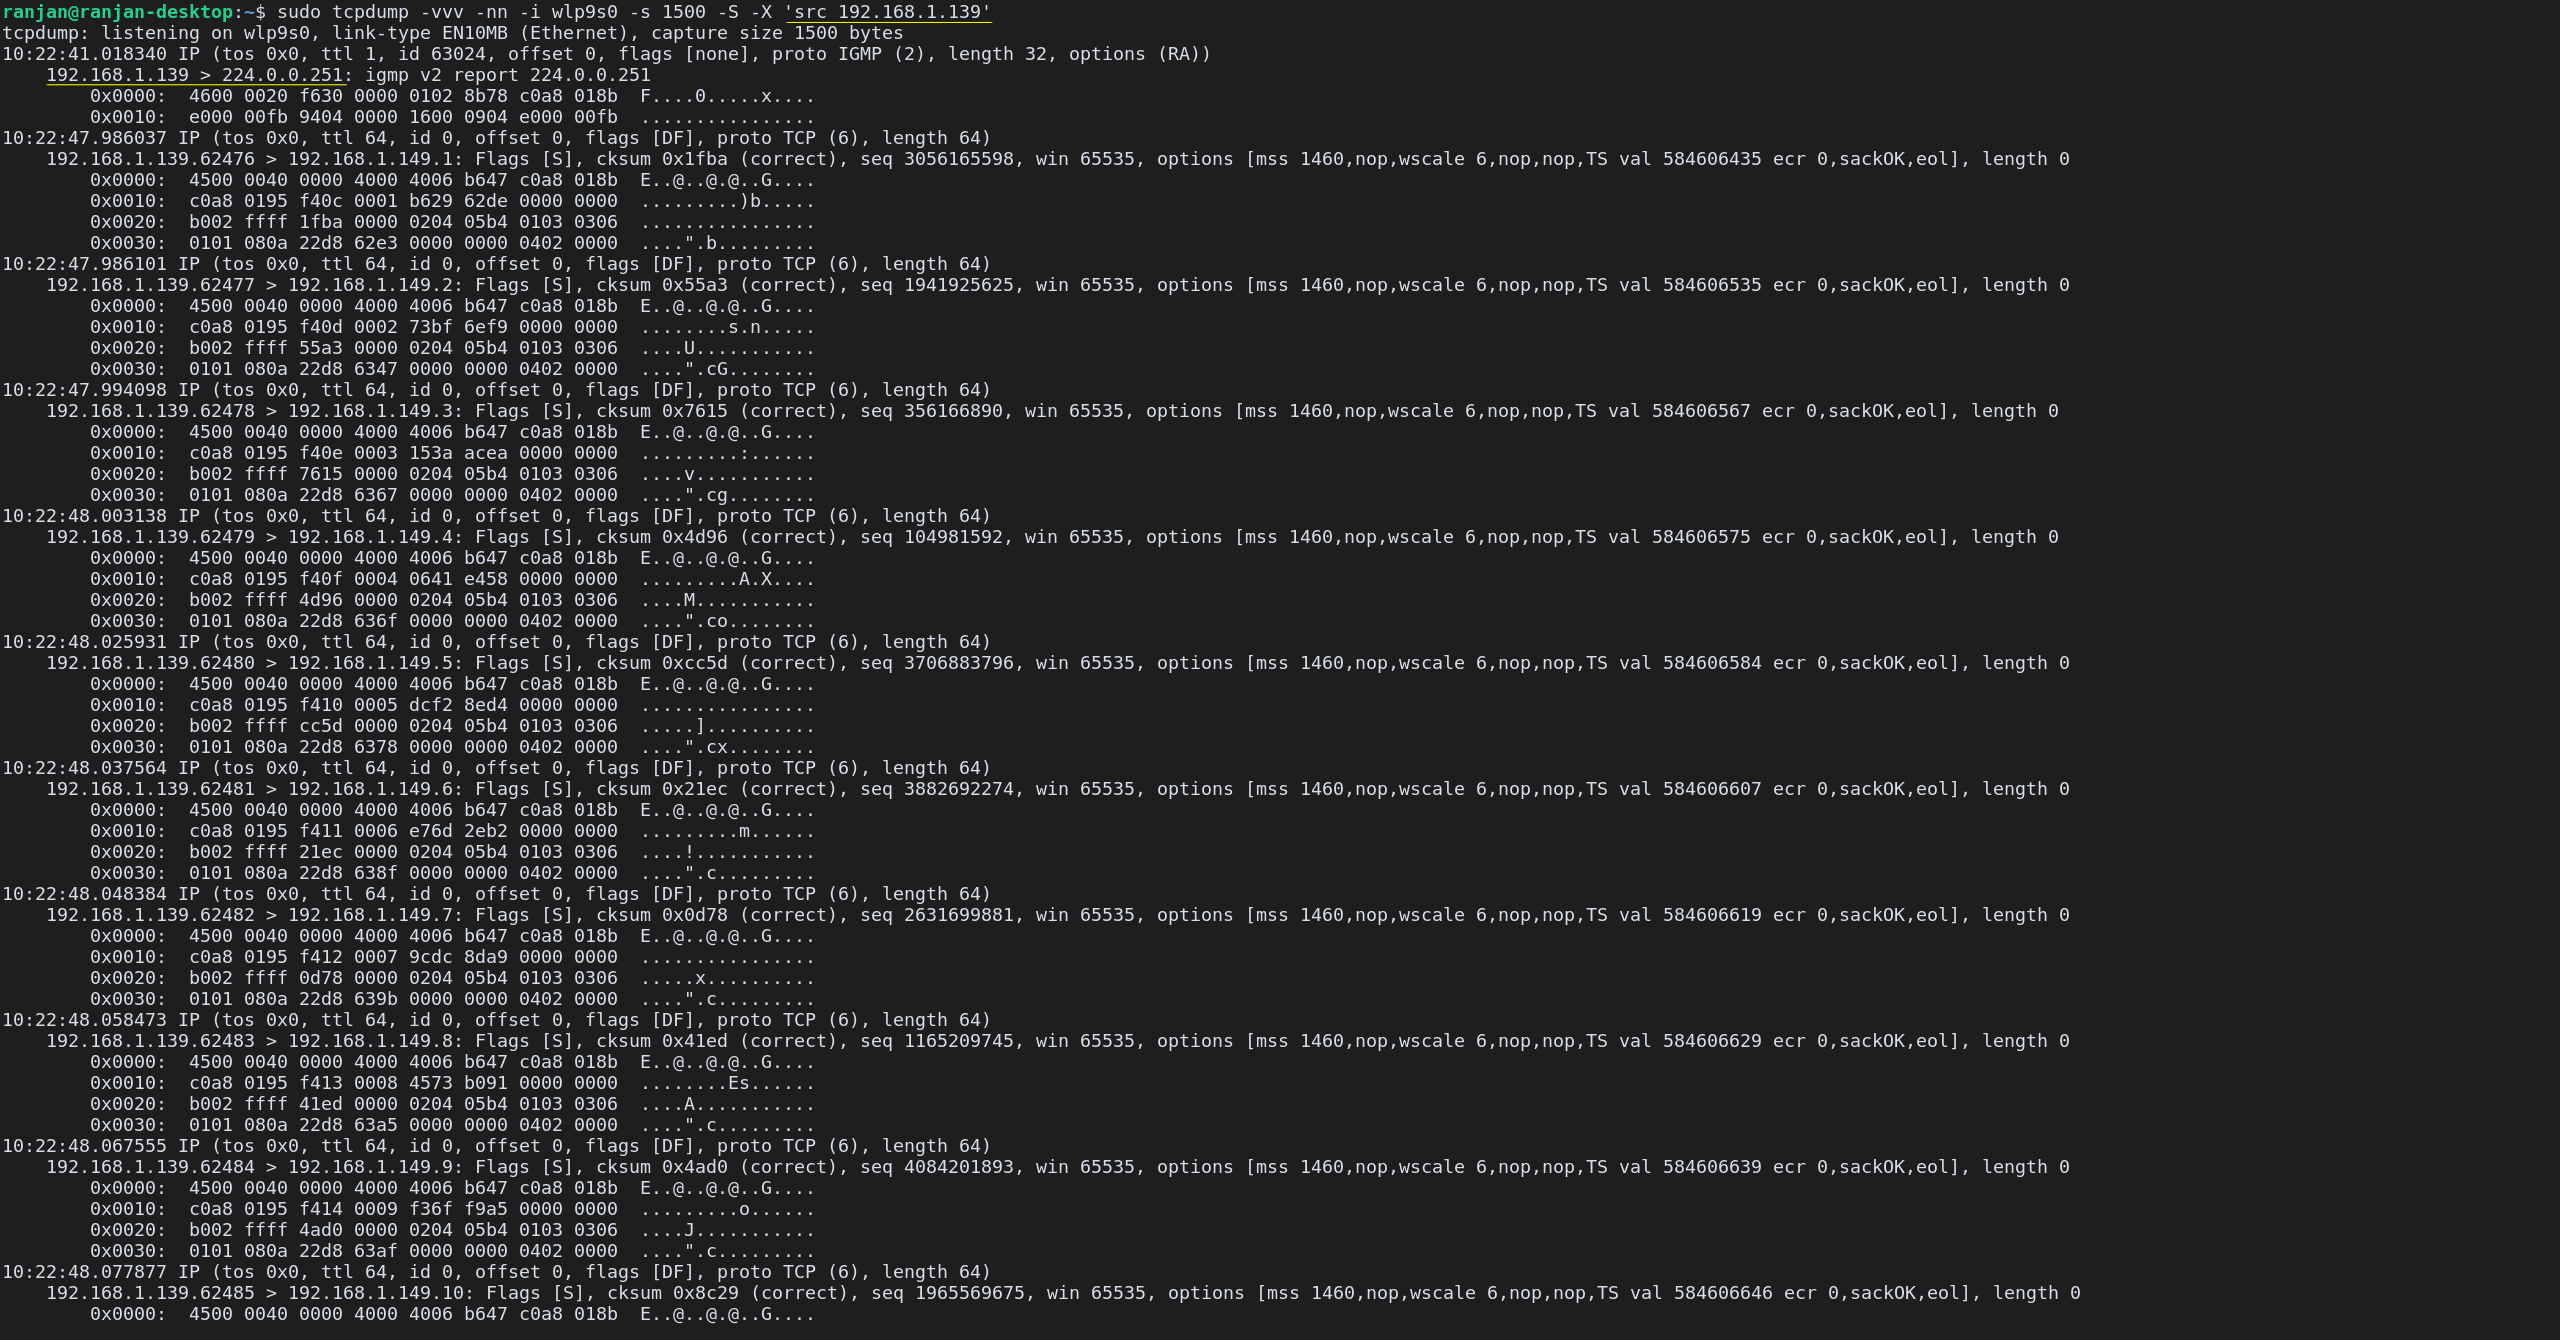 ranjan@ranjan-desktop:~$ sudo tcpdump -vvv -nn -i wlp9s0 -s 1500 -S -X 'src 192.168.1.139'
tcpdump: listening on wlp9s0, link-type EN10MB (Ethernet), capture size 1500 bytes
10:22:41.018340 IP (tos 0x0, ttl 1, id 63024, offset 0, flags [none], proto IGMP (2), length 32, options (RA))
    192.168.1.139 > 224.0.0.251: igmp v2 report 224.0.0.251
        0x0000:  4600 0020 f630 0000 0102 8b78 c0a8 018b  F....0.....x....
        0x0010:  e000 00fb 9404 0000 1600 0904 e000 00fb  ................
10:22:47.986037 IP (tos 0x0, ttl 64, id 0, offset 0, flags [DF], proto TCP (6), length 64)
    192.168.1.139.62476 > 192.168.1.149.1: Flags [S], cksum 0x1fba (correct), seq 3056165598, win 65535, options [mss 1460,nop,wscale 6,nop,nop,TS val 584606435 ecr 0,sackOK,eol], length 0
        0x0000:  4500 0040 0000 4000 4006 b647 c0a8 018b  E..@..@.@..G....
        0x0010:  c0a8 0195 f40c 0001 b629 62de 0000 0000  .........)b.....
        0x0020:  b002 ffff 1fba 0000 0204 05b4 0103 0306  ................
        0x0030:  0101 080a 22d8 62e3 0000 0000 0402 0000  ....".b.........
10:22:47.986101 IP (tos 0x0, ttl 64, id 0, offset 0, flags [DF], proto TCP (6), length 64)
    192.168.1.139.62477 > 192.168.1.149.2: Flags [S], cksum 0x55a3 (correct), seq 1941925625, win 65535, options [mss 1460,nop,wscale 6,nop,nop,TS val 584606535 ecr 0,sackOK,eol], length 0
        0x0000:  4500 0040 0000 4000 4006 b647 c0a8 018b  E..@..@.@..G....
        0x0010:  c0a8 0195 f40d 0002 73bf 6ef9 0000 0000  ........s.n.....
        0x0020:  b002 ffff 55a3 0000 0204 05b4 0103 0306  ....U...........
        0x0030:  0101 080a 22d8 6347 0000 0000 0402 0000  ....".cG........
10:22:47.994098 IP (tos 0x0, ttl 64, id 0, offset 0, flags [DF], proto TCP (6), length 64)
    192.168.1.139.62478 > 192.168.1.149.3: Flags [S], cksum 0x7615 (correct), seq 356166890, win 65535, options [mss 1460,nop,wscale 6,nop,nop,TS val 584606567 ecr 0,sackOK,eol], length 0
        0x0000:  4500 0040 0000 4000 4006 b647 c0a8 018b  E..@..@.@..G....
        0x0010:  c0a8 0195 f40e 0003 153a acea 0000 0000  .........:......
        0x0020:  b002 ffff 7615 0000 0204 05b4 0103 0306  ....v...........
        0x0030:  0101 080a 22d8 6367 0000 0000 0402 0000  ....".cg........
10:22:48.003138 IP (tos 0x0, ttl 64, id 0, offset 0, flags [DF], proto TCP (6), length 64)
    192.168.1.139.62479 > 192.168.1.149.4: Flags [S], cksum 0x4d96 (correct), seq 104981592, win 65535, options [mss 1460,nop,wscale 6,nop,nop,TS val 584606575 ecr 0,sackOK,eol], length 0
        0x0000:  4500 0040 0000 4000 4006 b647 c0a8 018b  E..@..@.@..G....
        0x0010:  c0a8 0195 f40f 0004 0641 e458 0000 0000  .........A.X....
        0x0020:  b002 ffff 4d96 0000 0204 05b4 0103 0306  ....M...........
        0x0030:  0101 080a 22d8 636f 0000 0000 0402 0000  ....".co........
10:22:48.025931 IP (tos 0x0, ttl 64, id 0, offset 0, flags [DF], proto TCP (6), length 64)
    192.168.1.139.62480 > 192.168.1.149.5: Flags [S], cksum 0xcc5d (correct), seq 3706883796, win 65535, options [mss 1460,nop,wscale 6,nop,nop,TS val 584606584 ecr 0,sackOK,eol], length 0
        0x0000:  4500 0040 0000 4000 4006 b647 c0a8 018b  E..@..@.@..G....
        0x0010:  c0a8 0195 f410 0005 dcf2 8ed4 0000 0000  ................
        0x0020:  b002 ffff cc5d 0000 0204 05b4 0103 0306  .....]..........
        0x0030:  0101 080a 22d8 6378 0000 0000 0402 0000  ....".cx........
10:22:48.037564 IP (tos 0x0, ttl 64, id 0, offset 0, flags [DF], proto TCP (6), length 64)
    192.168.1.139.62481 > 192.168.1.149.6: Flags [S], cksum 0x21ec (correct), seq 3882692274, win 65535, options [mss 1460,nop,wscale 6,nop,nop,TS val 584606607 ecr 0,sackOK,eol], length 0
        0x0000:  4500 0040 0000 4000 4006 b647 c0a8 018b  E..@..@.@..G....
        0x0010:  c0a8 0195 f411 0006 e76d 2eb2 0000 0000  .........m......
        0x0020:  b002 ffff 21ec 0000 0204 05b4 0103 0306  ....!...........
        0x0030:  0101 080a 22d8 638f 0000 0000 0402 0000  ....".c.........
10:22:48.048384 IP (tos 0x0, ttl 64, id 0, offset 0, flags [DF], proto TCP (6), length 64)
    192.168.1.139.62482 > 192.168.1.149.7: Flags [S], cksum 0x0d78 (correct), seq 2631699881, win 65535, options [mss 1460,nop,wscale 6,nop,nop,TS val 584606619 ecr 0,sackOK,eol], length 0
        0x0000:  4500 0040 0000 4000 4006 b647 c0a8 018b  E..@..@.@..G....
        0x0010:  c0a8 0195 f412 0007 9cdc 8da9 0000 0000  ................
        0x0020:  b002 ffff 0d78 0000 0204 05b4 0103 0306  .....x..........
        0x0030:  0101 080a 22d8 639b 0000 0000 0402 0000  ....".c.........
10:22:48.058473 IP (tos 0x0, ttl 64, id 0, offset 0, flags [DF], proto TCP (6), length 64)
    192.168.1.139.62483 > 192.168.1.149.8: Flags [S], cksum 0x41ed (correct), seq 1165209745, win 65535, options [mss 1460,nop,wscale 6,nop,nop,TS val 584606629 ecr 0,sackOK,eol], length 0
        0x0000:  4500 0040 0000 4000 4006 b647 c0a8 018b  E..@..@.@..G....
        0x0010:  c0a8 0195 f413 0008 4573 b091 0000 0000  ........Es......
        0x0020:  b002 ffff 41ed 0000 0204 05b4 0103 0306  ....A...........
        0x0030:  0101 080a 22d8 63a5 0000 0000 0402 0000  ....".c.........
10:22:48.067555 IP (tos 0x0, ttl 64, id 0, offset 0, flags [DF], proto TCP (6), length 64)
    192.168.1.139.62484 > 192.168.1.149.9: Flags [S], cksum 0x4ad0 (correct), seq 4084201893, win 65535, options [mss 1460,nop,wscale 6,nop,nop,TS val 584606639 ecr 0,sackOK,eol], length 0
        0x0000:  4500 0040 0000 4000 4006 b647 c0a8 018b  E..@..@.@..G....
        0x0010:  c0a8 0195 f414 0009 f36f f9a5 0000 0000  .........o......
        0x0020:  b002 ffff 4ad0 0000 0204 05b4 0103 0306  ....J...........
        0x0030:  0101 080a 22d8 63af 0000 0000 0402 0000  ....".c.........
10:22:48.077877 IP (tos 0x0, ttl 64, id 0, offset 0, flags [DF], proto TCP (6), length 64)
    192.168.1.139.62485 > 192.168.1.149.10: Flags [S], cksum 0x8c29 (correct), seq 1965569675, win 65535, options [mss 1460,nop,wscale 6,nop,nop,TS val 584606646 ecr 0,sackOK,eol], length 0
        0x0000:  4500 0040 0000 4000 4006 b647 c0a8 018b  E..@..@.@..G....